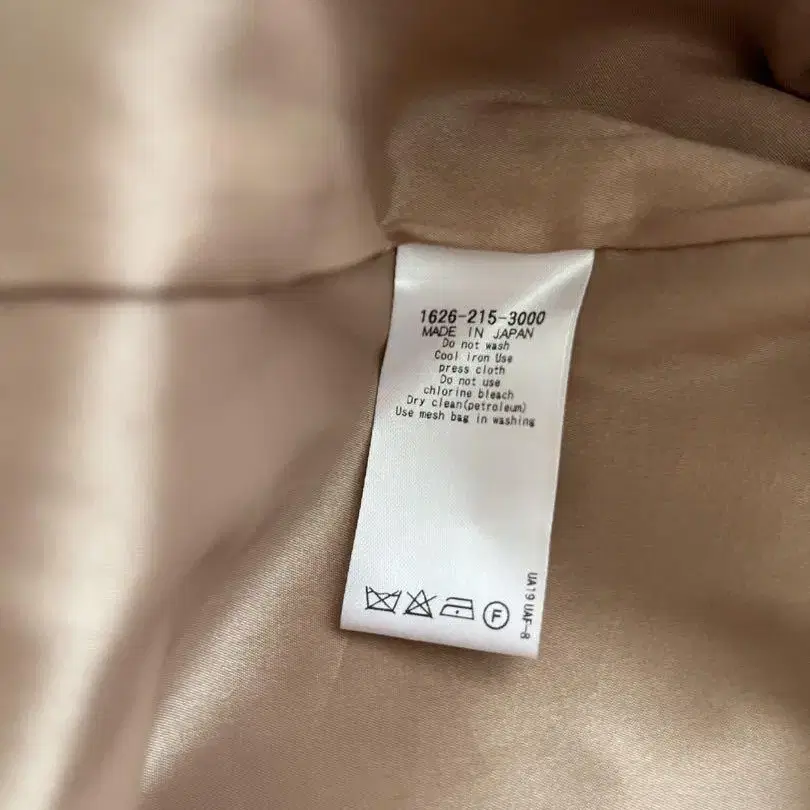 1626-215-3000
MADE IN JAPAN
Do not wash
Cool iron Use
press cloth
Do not use
chlorine bleach
Dry clean(petroleum)
Use mesh bag in washing
F
UA19 UAF-8